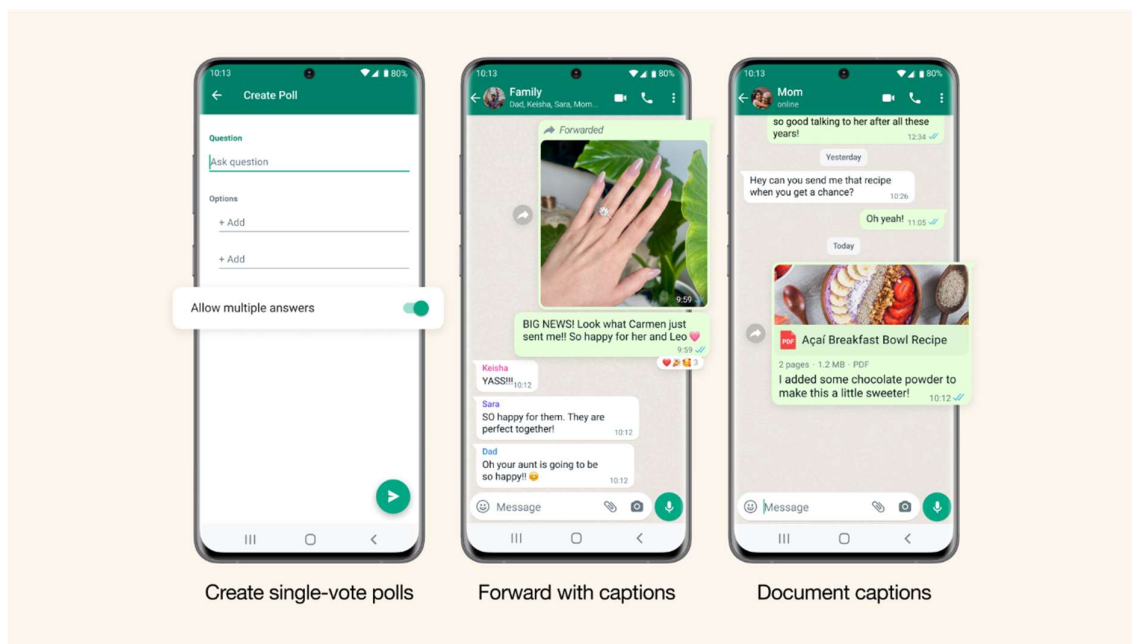 10:13
80%
Create Poll
Question
Ask question
Options
+ Add
+ Add
Allow multiple answers
Create single-vote polls
10:13
80%
Family
Dad, Keisha, Sara, Mom...
Forwarded
9:59
BIG NEWS! Look what Carmen just
sent me!! So happy for her and Leo 💗
9:59
❤️🎉🥰 3
Keisha
YASS!!! 10:12
Sara
SO happy for them. They are
perfect together!
10:12
Dad
Oh your aunt is going to be
so happy!! 😊
10:12
Message
Forward with captions
10:13
80%
Mom
online
so good talking to her after all these
years!
12:34
Yesterday
Hey can you send me that recipe
when you get a chance?
10:26
Oh yeah! 11:05
Today
PDF Açaí Breakfast Bowl Recipe
2 pages · 1.2 MB · PDF
I added some chocolate powder to
make this a little sweeter!
10:12
Message
Document captions